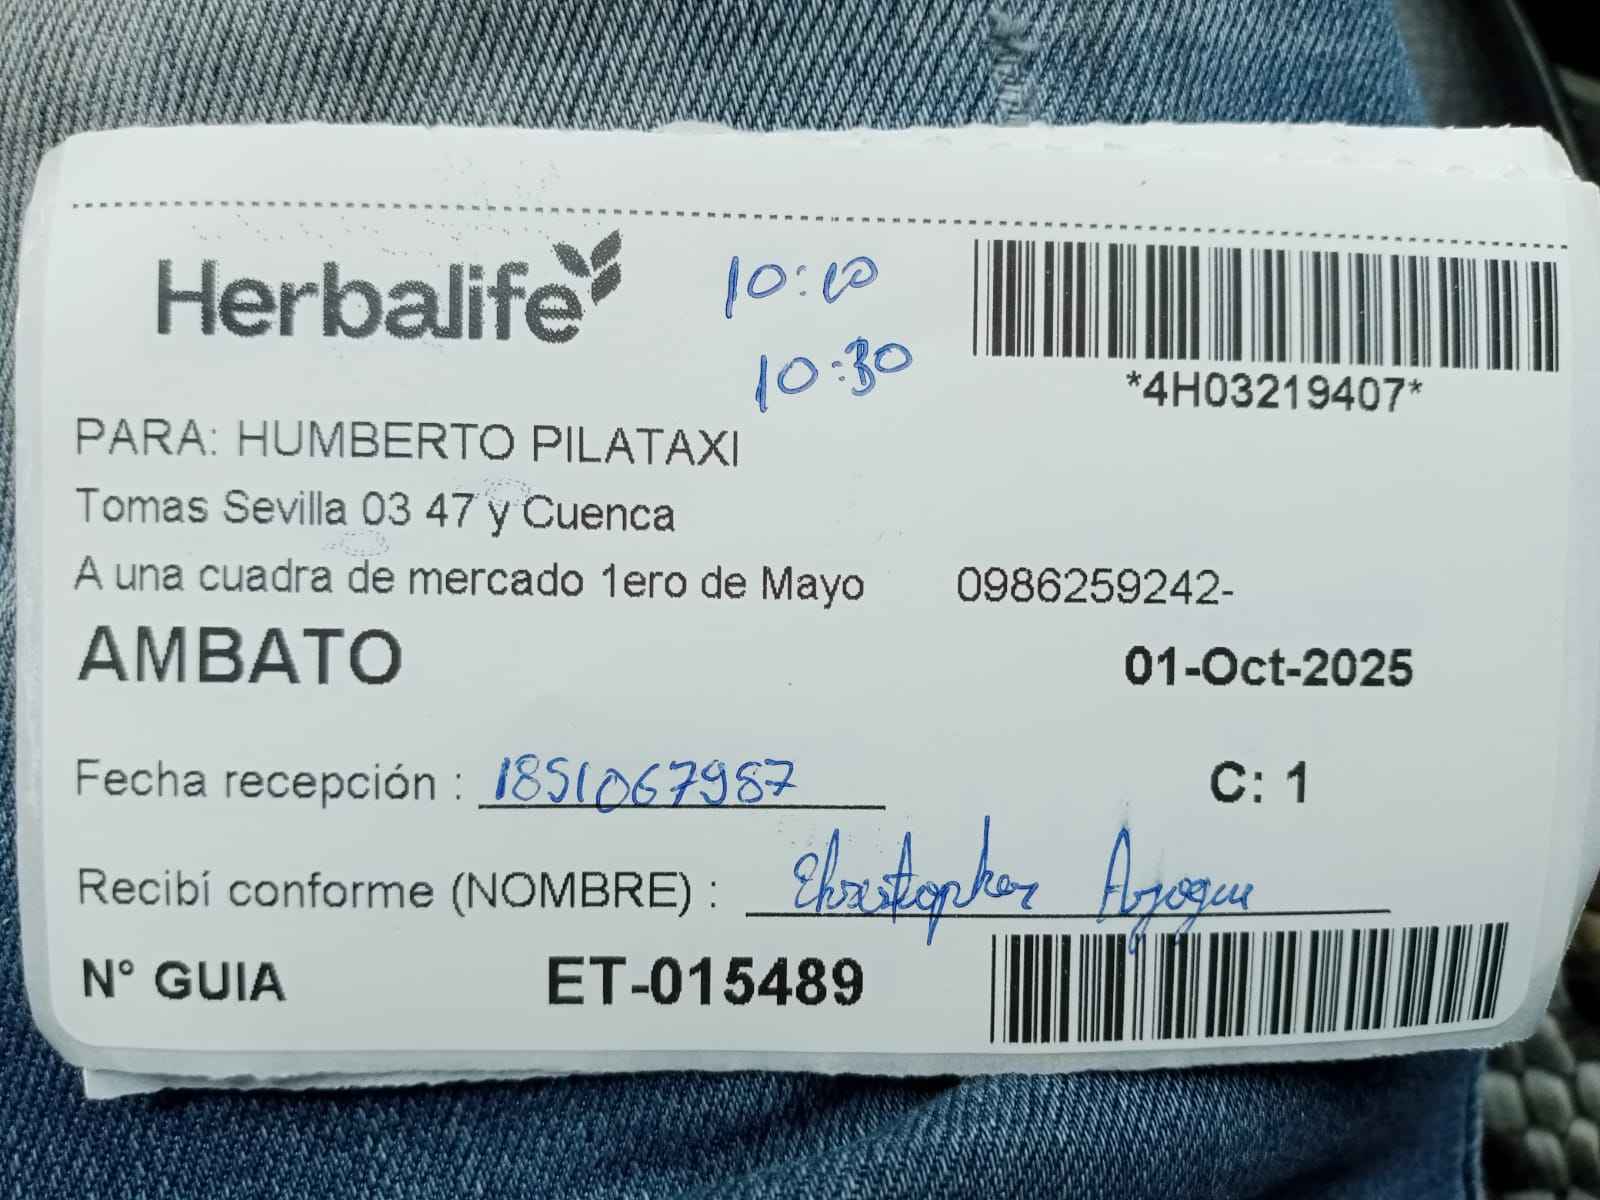 Herbalife
10:10
10:30
*4H03219407*
PARA: HUMBERTO PILATAXI
Tomas Sevilla 03 47 y Cuenca
A una cuadra de mercado 1ero de Mayo 0986259242-
AMBATO
01-Oct-2025
Fecha recepción : 1851067987
C: 1
Recibí conforme (NOMBRE) :
N° GUIA ET-015489